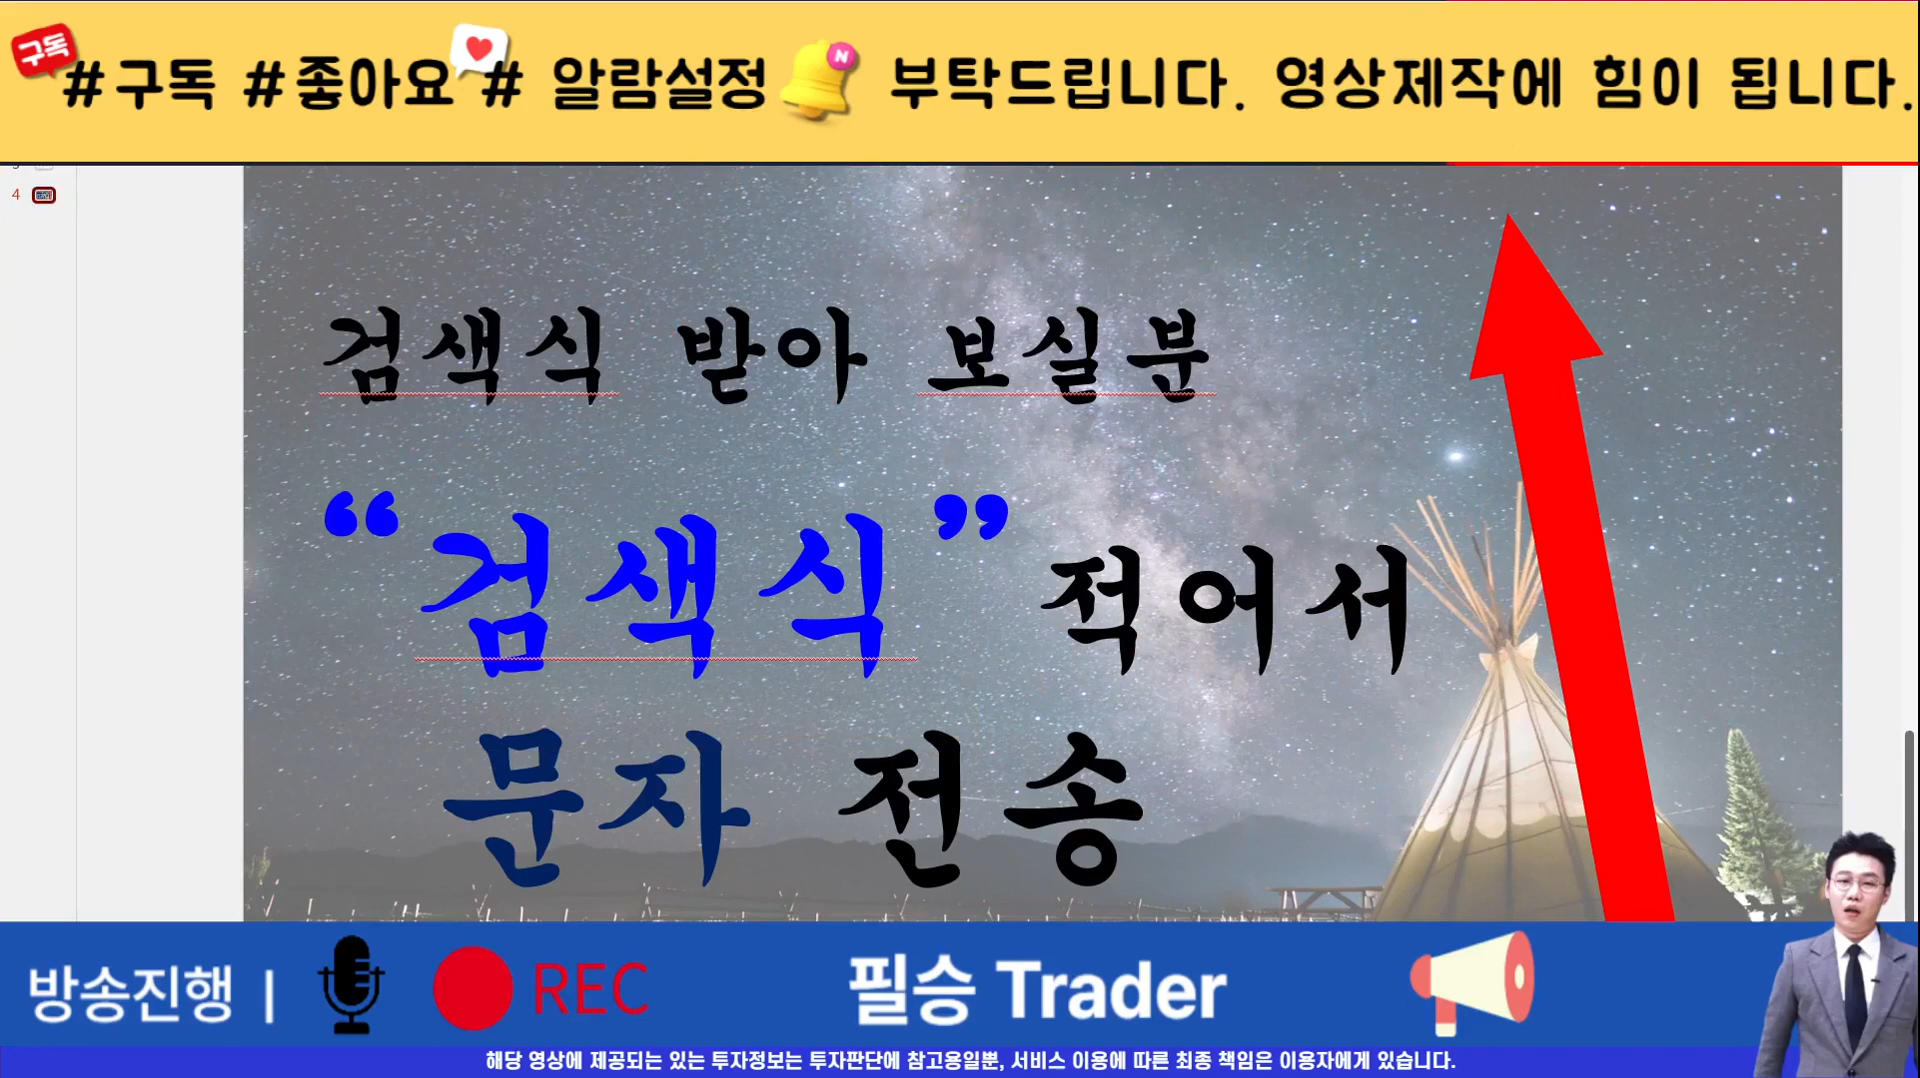 구독
#구독 #좋아요 # 알람설정 N 부탁드립니다. 영상제작에 힘이 됩니다.
4
검색식 받아 보실분
“검색식” 적어서
문자 전송
방송진행 | REC 필승 Trader
해당 영상에 제공되는 있는 투자정보는 투자판단에 참고용일뿐, 서비스 이용에 따른 최종 책임은 이용자에게 있습니다.